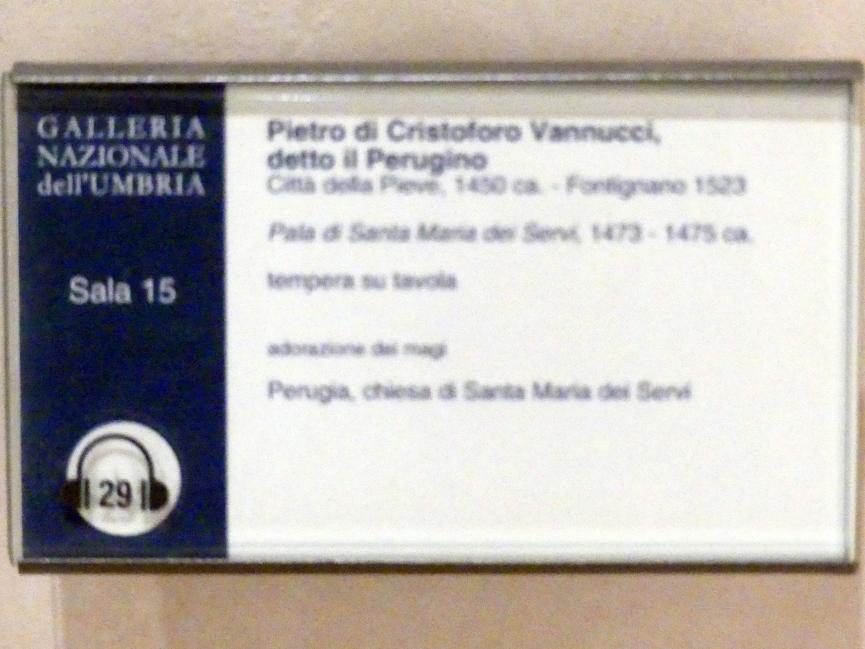 GALLERIA
NAZIONALE
dell'UMBRIA
Sala 15
29
Pietro di Cristoforo Vannucci,
detto il Perugino
Città della Pieve, 1450 ca. - Fontignano 1523
Pala di Santa Maria dei Servi, 1473 - 1475 ca.
tempera su tavola
adorazione dei magi
Perugia, chiesa di Santa Maria dei Servi